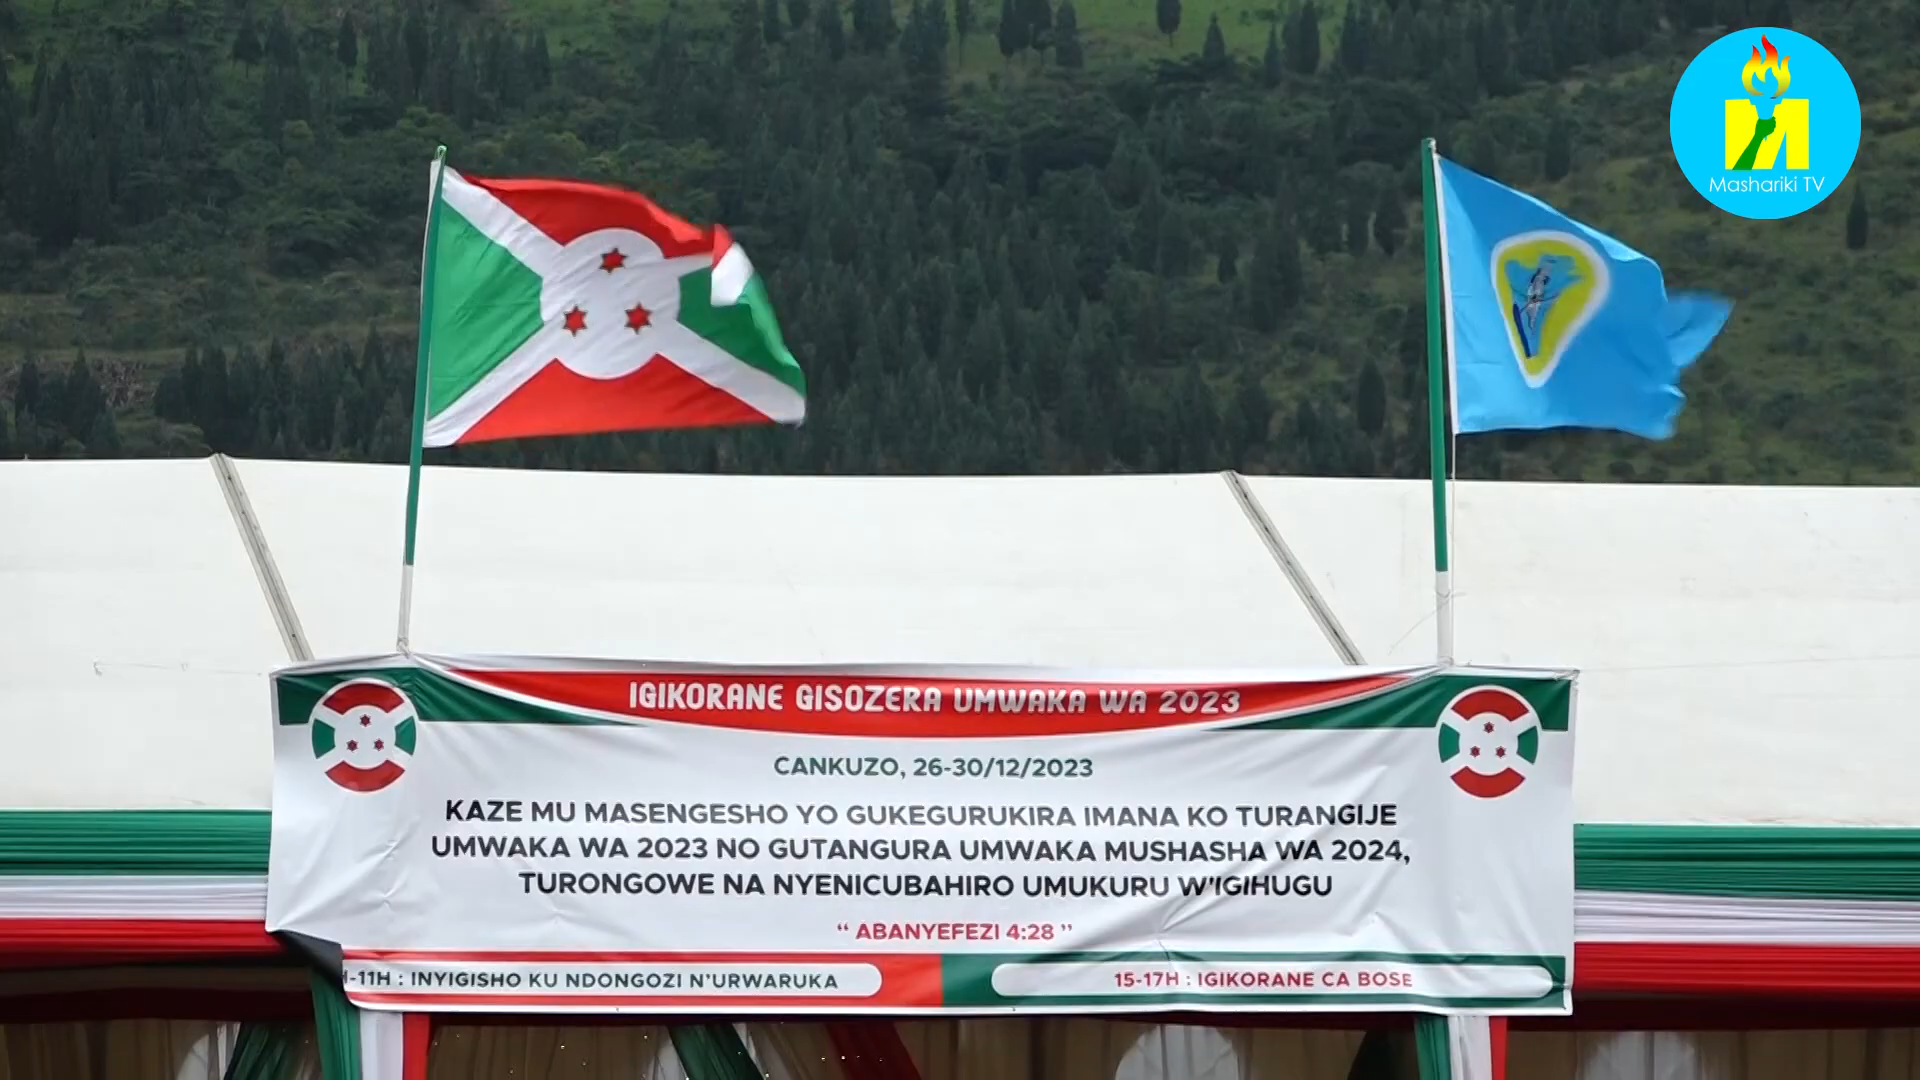 Mashariki TV
IGIKORANE GISOZERA UMWAKA WA 2023
CANKUZO, 26-30/12/2023
KAZE MU MASENGESHO YO GUKEGURUKIRA IMANA KO TURANGIJE
UMWAKA WA 2023 NO GUTANGURA UMWAKA MUSHASHA WA 2024,
TURONGOWE NA NYENICUBAHIRO UMUKURU W'IGIHUGU
“ ABANYEFEZI 4:28 ”
-11H : INYIGISHO KU NDONGOZI N'URWARUKA
15-17H : IGIKORANE CA BOSE